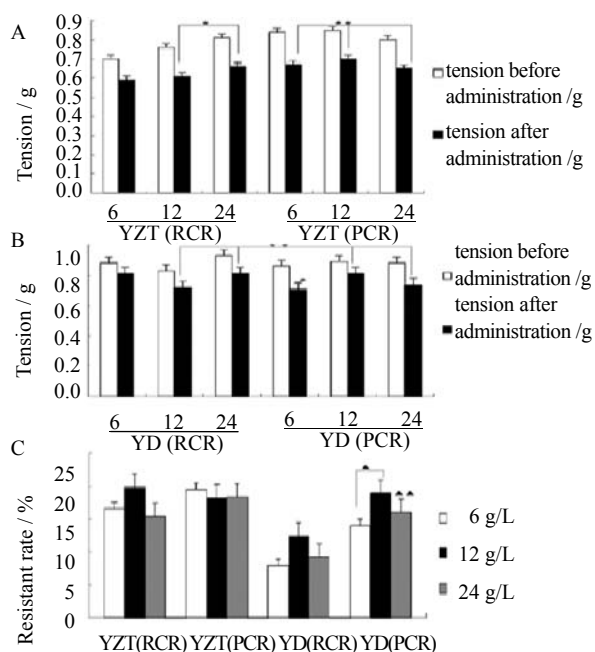 A
Tension / g
0.9
0.8
0.7
0.6
0.5
0.4
0.3
0.2
0.1
0.0
6 12 24 6 12 24
YZT (RCR) YZT (PCR)
tension before
administration /g
tension after
administration /g
B
Tension / g
1.0
0.8
0.6
0.4
0.2
0.0
6 12 24 6 12 24
YD (RCR) YD (PCR)
tension before
administration /g
tension after
administration /g
C
Resistant rate / %
25
20
15
10
5
0
YZT(RCR) YZT(PCR) YD(RCR) YD(PCR)
6 g/L
12 g/L
24 g/L